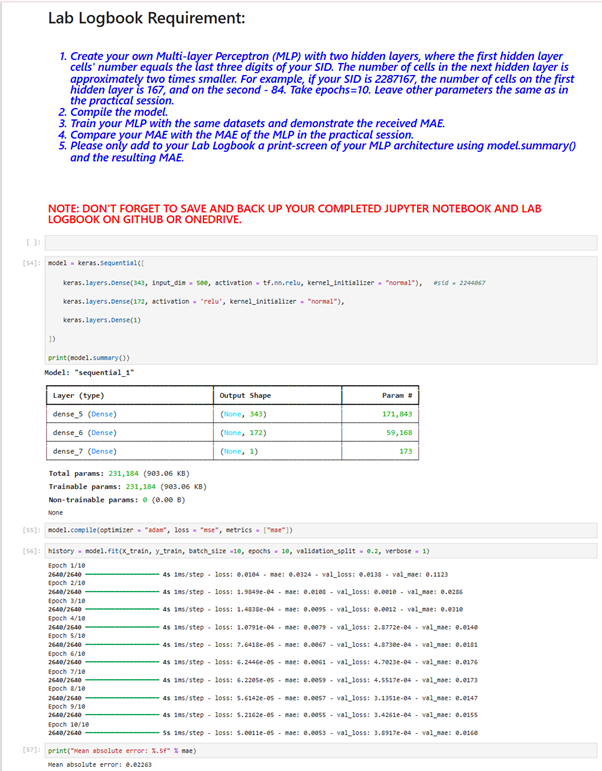 Lab Logbook Requirement:
1. Create your own Multi-layer Perceptron (MLP) with two hidden layers, where the first hidden layer
cells' number equals the last three digits of your SID. The number of cells in the next hidden layer is
approximately two times smaller. For example, if your SID is 2287167, the number of cells on the first
hidden layer is 167, and on the second - 84. Take epochs=10. Leave other parameters the same as in
the practical session.
2. Compile the model.
3. Train your MLP with the same datasets and demonstrate the received MAE.
4. Compare your MAE with the MAE of the MLP in the practical session.
5. Please only add to your Lab Logbook a print-screen of your MLP architecture using model.summary()
and the resulting MAE.
NOTE: DON'T FORGET TO SAVE AND BACK UP YOUR COMPLETED JUPYTER NOTEBOOK AND LAB
LOGBOOK ON GITHUB OR ONEDRIVE.
[ ]:
[54]: model = keras.Sequential([
keras.layers.Dense(343, input_dim = 500, activation = tf.nn.relu, kernel_initializer = "normal"), #sid = 2244067
keras.layers.Dense(172, activation = 'relu', kernel_initializer = "normal"),
keras.layers.Dense(1)
])
print(model.summary())
Model: "sequential_1"
Layer (type) Output Shape Param #
dense_5 (Dense) (None, 343) 171,843
dense_6 (Dense) (None, 172) 59,168
dense_7 (Dense) (None, 1) 173
Total params: 231,184 (903.06 KB)
Trainable params: 231,184 (903.06 KB)
Non-trainable params: 0 (0.00 B)
None
[55]: model.compile(optimizer = "adam", loss = "mse", metrics = ["mae"])
[56]: history = model.fit(X_train, y_train, batch_size =10, epochs = 10, validation_split = 0.2, verbose = 1)
Epoch 1/10
2640/2640 4s 1ms/step - loss: 0.0104 - mae: 0.0324 - val_loss: 0.0138 - val_mae: 0.1123
Epoch 2/10
2640/2640 4s 1ms/step - loss: 1.9849e-04 - mae: 0.0108 - val_loss: 0.0010 - val_mae: 0.0286
Epoch 3/10
2640/2640 4s 1ms/step - loss: 1.4838e-04 - mae: 0.0095 - val_loss: 0.0012 - val_mae: 0.0310
Epoch 4/10
2640/2640 4s 1ms/step - loss: 1.0791e-04 - mae: 0.0079 - val_loss: 2.8772e-04 - val_mae: 0.0140
Epoch 5/10
2640/2640 4s 1ms/step - loss: 7.6418e-05 - mae: 0.0067 - val_loss: 4.8730e-04 - val_mae: 0.0181
Epoch 6/10
2640/2640 4s 1ms/step - loss: 6.2446e-05 - mae: 0.0061 - val_loss: 4.7023e-04 - val_mae: 0.0176
Epoch 7/10
2640/2640 4s 1ms/step - loss: 6.2205e-05 - mae: 0.0059 - val_loss: 4.5517e-04 - val_mae: 0.0173
Epoch 8/10
2640/2640 4s 1ms/step - loss: 5.6142e-05 - mae: 0.0057 - val_loss: 3.1351e-04 - val_mae: 0.0147
Epoch 9/10
2640/2640 4s 1ms/step - loss: 5.2162e-05 - mae: 0.0055 - val_loss: 3.4261e-04 - val_mae: 0.0155
Epoch 10/10
2640/2640 5s 1ms/step - loss: 5.0011e-05 - mae: 0.0053 - val_loss: 3.8917e-04 - val_mae: 0.0160
[57]: print("Mean absolute error: %.5f" % mae)
Mean absolute error: 0.02263